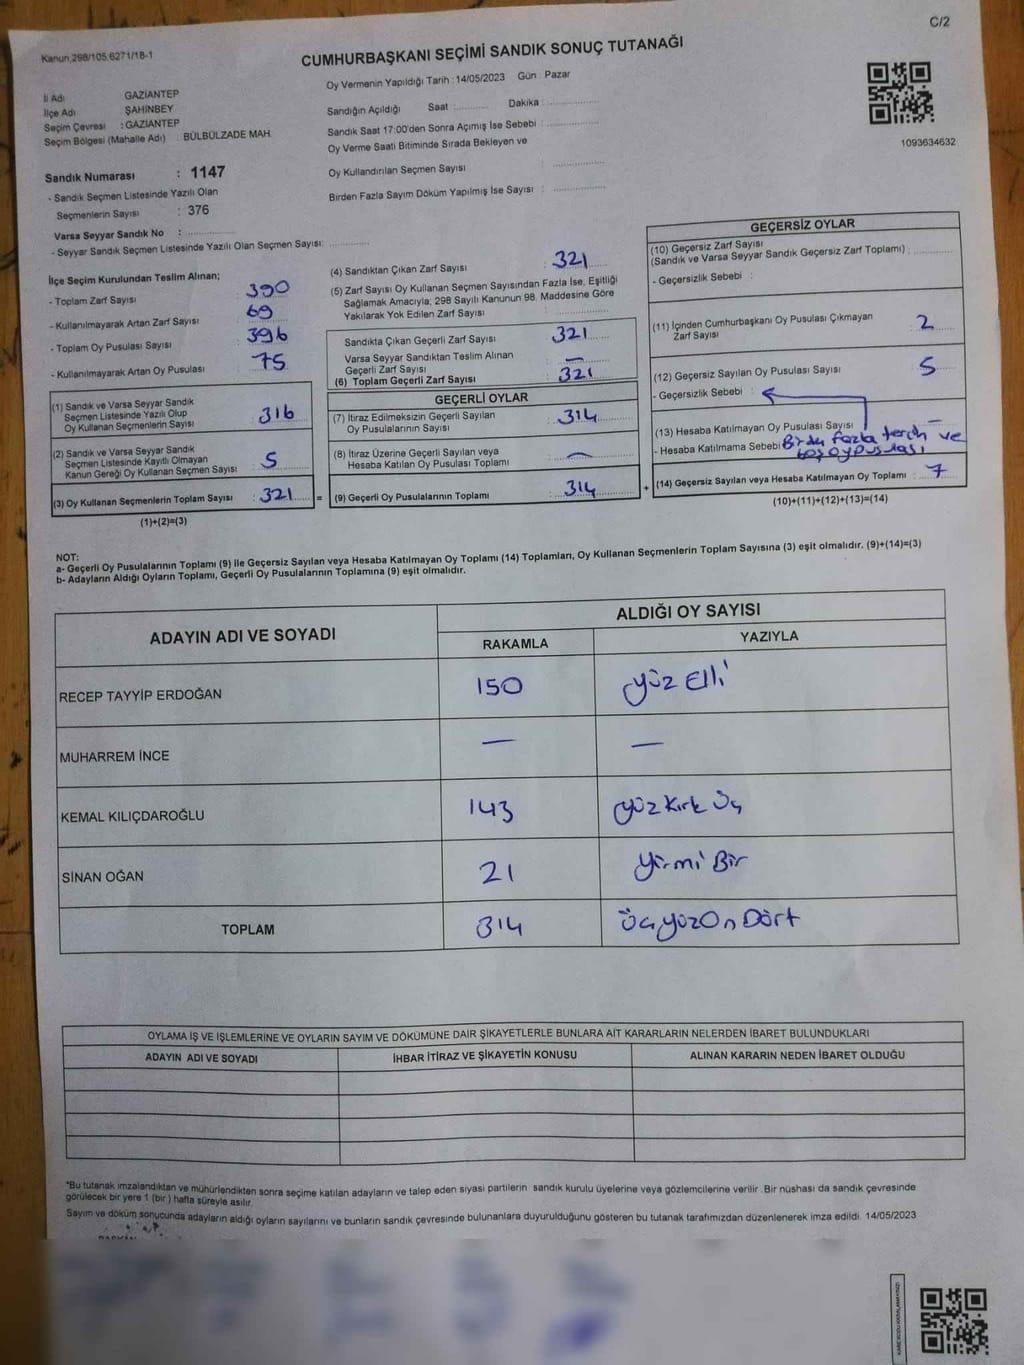 C/2
Kanun 298/105,6271/18-1
CUMHURBAŞKANI SEÇİMİ SANDIK SONUÇ TUTANAĞI
Oy Vermenin Yapıldığı Tarih : 14/05/2023 Gün : Pazar
İl Adı GAZİANTEP
İlçe Adı ŞAHİNBEY
Seçim Çevresi : GAZİANTEP
Seçim Bölgesi (Mahalle Adı) : BÜLBÜLZADE MAH.
Sandığın Açıldığı Saat :........... Dakika :...............
Sandık Saat 17:00'den Sonra Açımış İse Sebebi :...............
Oy Verme Saati Bitiminde Sırada Bekleyen ve
Oy Kullandırılan Seçmen Sayısı :...............
Birden Fazla Sayım Döküm Yapılmış İse Sayısı :...............
1093634632
Sandık Numarası : 1147
- Sandık Seçmen Listesinde Yazılı Olan
Seçmenlerin Sayısı : 376
Varsa Seyyar Sandık No :...............
- Seyyar Sandık Seçmen Listesinde Yazılı Olan Seçmen Sayısı: ............
İlçe Seçim Kurulundan Teslim Alınan;
- Toplam Zarf Sayısı : 390
- Kullanılmayarak Artan Zarf Sayısı : 69
- Toplam Oy Pusulası Sayısı : 396
- Kullanılmayarak Artan Oy Pusulası : 75
(1) Sandık ve Varsa Seyyar Sandık
Seçmen Listesinde Yazılı Olup
Oy Kullanan Seçmenlerin Sayısı : 316
(2) Sandık ve Varsa Seyyar Sandık
Seçmen Listesinde Kayıtlı Olmayan
Kanun Gereği Oy Kullanan Seçmen Sayısı : 5
(3) Oy Kullanan Seçmenlerin Toplam Sayısı : 321 =
(1)+(2)=(3)
(4) Sandıktan Çıkan Zarf Sayısı : 321
(5) Zarf Sayısı Oy Kullanan Seçmen Sayısından Fazla İse, Eşitliği
Sağlamak Amacıyla; 298 Sayılı Kanunun 98. Maddesine Göre
Yakılarak Yok Edilen Zarf Sayısı :...............
Sandıkta Çıkan Geçerli Zarf Sayısı : 321
Varsa Seyyar Sandıktan Teslim Alınan
Geçerli Zarf Sayısı : —
(6) Toplam Geçerli Zarf Sayısı : 321
GEÇERLİ OYLAR
(7) İtiraz Edilmeksizin Geçerli Sayılan
Oy Pusulalarının Sayısı : 314
(8) İtiraz Üzerine Geçerli Sayılan veya
Hesaba Katılan Oy Pusulası Toplamı : —
(9) Geçerli Oy Pusulalarının Toplamı : 314 +
GEÇERSİZ OYLAR
(10) Geçersiz Zarf Sayısı
(Sandık ve Varsa Seyyar Sandık Geçersiz Zarf Toplamı) :............
- Geçersizlik Sebebi :
(11) İçinden Cumhurbaşkanı Oy Pusulası Çıkmayan
Zarf Sayısı : 2
(12) Geçersiz Sayılan Oy Pusulası Sayısı : 5
- Geçersizlik Sebebi :
(13) Hesaba Katılmayan Oy Pusulası Sayısı : —
- Hesaba Katılmama Sebebi : Birden fazla tercih ve
boş oy pusulası
(14) Geçersiz Sayılan veya Hesaba Katılmayan Oy Toplamı : 7
(10)+(11)+(12)+(13)=(14)
NOT:
a- Geçerli Oy Pusulalarının Toplamı (9) ile Geçersiz Sayılan veya Hesaba Katılmayan Oy Toplamı (14) Toplamları, Oy Kullanan Seçmenlerin Toplam Sayısına (3) eşit olmalıdır. (9)+(14)=(3)
b- Adayların Aldığı Oyların Toplamı, Geçerli Oy Pusulalarının Toplamına (9) eşit olmalıdır.
ADAYIN ADI VE SOYADI ALDIĞI OY SAYISI
RAKAMLA YAZIYLA
RECEP TAYYİP ERDOĞAN 150 yüz Elli
MUHARREM İNCE — —
KEMAL KILIÇDAROĞLU 143 yüz Kırk Üç
SİNAN OĞAN 21 Yirmi Bir
TOPLAM 314 Üçyüz On Dört
OYLAMA İŞ VE İŞLEMLERİNE VE OYLARIN SAYIM VE DÖKÜMÜNE DAİR ŞİKAYETLERLE BUNLARA AİT KARARLARIN NELERDEN İBARET BULUNDUKLARI
ADAYIN ADI VE SOYADI İHBAR İTİRAZ VE ŞİKAYETİN KONUSU ALINAN KARARIN NEDEN İBARET OLDUĞU
"Bu tutanak imzalandıktan ve mühürlendikten sonra seçime katılan adayların ve talep eden siyasi partilerin sandık kurulu üyelerine veya gözlemcilerine verilir. Bir nüshası da sandık çevresinde
görülecek bir yere 1 (bir) hafta süreyle asılır.
Sayım ve döküm sonucunda adayların aldığı oyların sayılarını ve bunların sandık çevresinde bulunanlara duyurulduğunu gösteren bu tutanak tarafımızdan düzenlenerek imza edildi. 14/05/2023